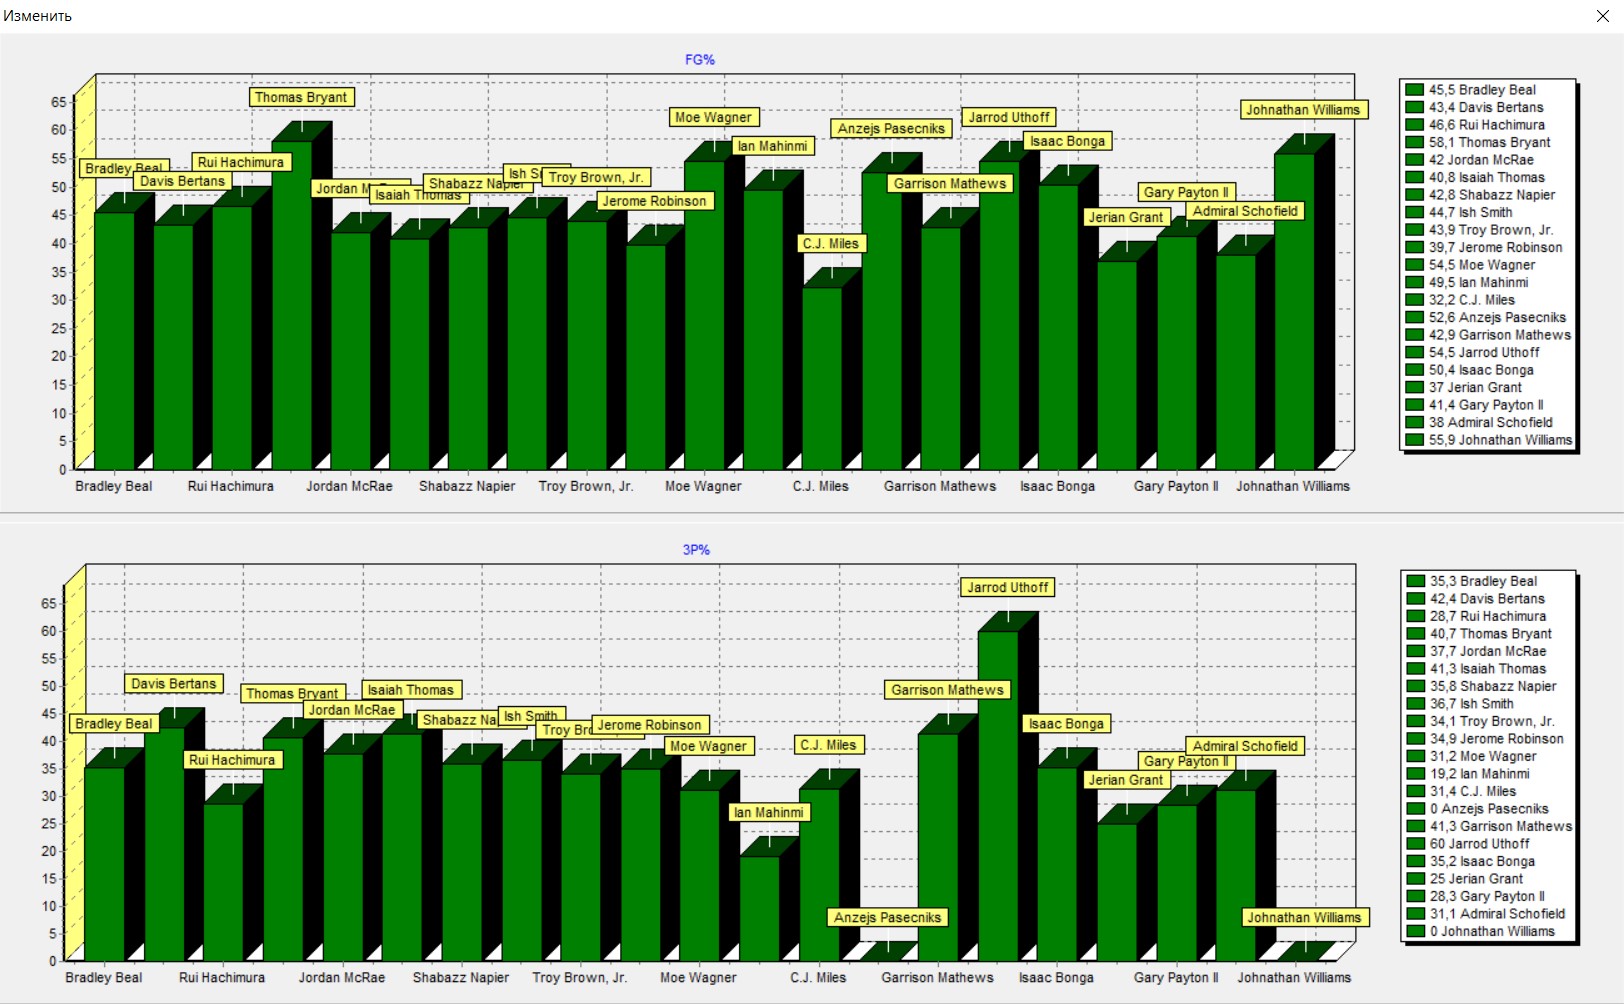 Изменить
FG%
65
60
55
50
45
40
35
30
25
20
15
10
5
0
Thomas Bryant
Moe Wagner
Jarrod Uthoff
Johnathan Williams
Anzejs Pasecniks
Isaac Bonga
Ian Mahinmi
Bradley Beal
Rui Hachimura
Davis Bertans
Jordan M
Isaiah Thomas
Shabazz Napier
Ish S
Troy Brown, Jr.
Jerome Robinson
Garrison Mathews
Gary Payton II
Jerian Grant
Admiral Schofield
C.J. Miles
Bradley Beal
Rui Hachimura
Jordan McRae
Shabazz Napier
Troy Brown, Jr.
Moe Wagner
C.J. Miles
Garrison Mathews
Isaac Bonga
Gary Payton II
Johnathan Williams
45,5 Bradley Beal
43,4 Davis Bertans
46,6 Rui Hachimura
58,1 Thomas Bryant
42 Jordan McRae
40,8 Isaiah Thomas
42,8 Shabazz Napier
44,7 Ish Smith
43,9 Troy Brown, Jr.
39,7 Jerome Robinson
54,5 Moe Wagner
49,5 Ian Mahinmi
32,2 C.J. Miles
52,6 Anzejs Pasecniks
42,9 Garrison Mathews
54,5 Jarrod Uthoff
50,4 Isaac Bonga
37 Jerian Grant
41,4 Gary Payton II
38 Admiral Schofield
55,9 Johnathan Williams
3P%
65
60
55
50
45
40
35
30
25
20
15
10
5
0
Jarrod Uthoff
Davis Bertans
Thomas Bryant
Isaiah Thomas
Garrison Mathews
Jordan McRae
Bradley Beal
Shabazz Na
Ish Smith
Troy Bro
Jerome Robinson
Isaac Bonga
Rui Hachimura
Moe Wagner
C.J. Miles
Admiral Schofield
Gary Payton II
Jerian Grant
Ian Mahinmi
Anzejs Pasecniks
Johnathan Williams
Bradley Beal
Rui Hachimura
Jordan McRae
Shabazz Napier
Troy Brown, Jr.
Moe Wagner
C.J. Miles
Garrison Mathews
Isaac Bonga
Gary Payton II
Johnathan Williams
35,3 Bradley Beal
42,4 Davis Bertans
28,7 Rui Hachimura
40,7 Thomas Bryant
37,7 Jordan McRae
41,3 Isaiah Thomas
35,8 Shabazz Napier
36,7 Ish Smith
34,1 Troy Brown, Jr.
34,9 Jerome Robinson
31,2 Moe Wagner
19,2 Ian Mahinmi
31,4 C.J. Miles
0 Anzejs Pasecniks
41,3 Garrison Mathews
60 Jarrod Uthoff
35,2 Isaac Bonga
25 Jerian Grant
28,3 Gary Payton II
31,1 Admiral Schofield
0 Johnathan Williams